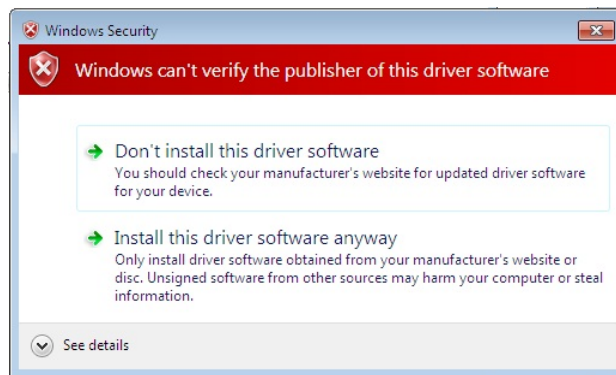 Windows Security
Windows can't verify the publisher of this driver software
Don't install this driver software
You should check your manufacturer's website for updated driver software
for your device.
Install this driver software anyway
Only install driver software obtained from your manufacturer's website or
disc. Unsigned software from other sources may harm your computer or steal
information.
See details